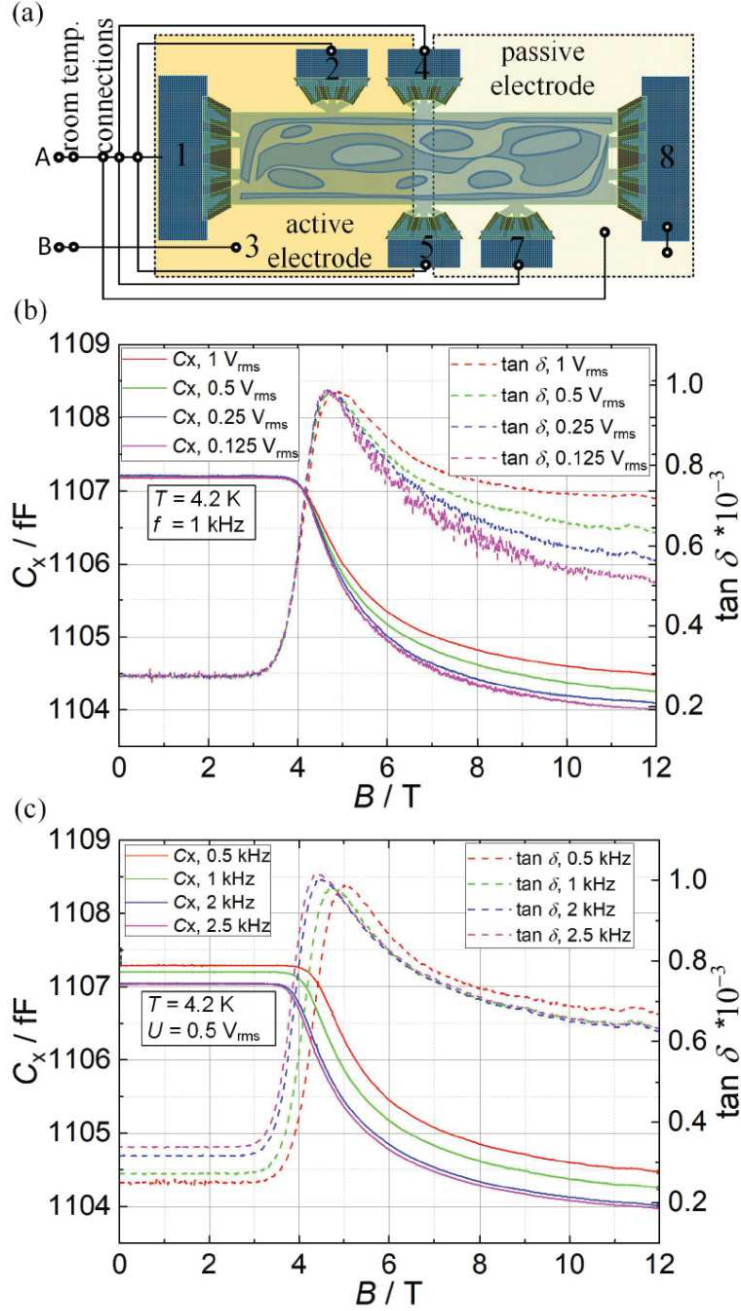 (a)
room temp.
connections
A
B
1
2
3
4
5
7
8
active
electrode
passive
electrode
(b)
1109
1108
1107
1106
1105
1104
Cx / fF
Cx, 1 Vrms
Cx, 0.5 Vrms
Cx, 0.25 Vrms
Cx, 0.125 Vrms
T = 4.2 K
f = 1 kHz
tan δ, 1 Vrms
tan δ, 0.5 Vrms
tan δ, 0.25 Vrms
tan δ, 0.125 Vrms
1.0
0.8
0.6
0.4
0.2
tan δ *10⁻³
0 2 4 6 8 10 12
B / T
(c)
1109
1108
1107
1106
1105
1104
Cx / fF
Cx, 0.5 kHz
Cx, 1 kHz
Cx, 2 kHz
Cx, 2.5 kHz
T = 4.2 K
U = 0.5 Vrms
tan δ, 0.5 kHz
tan δ, 1 kHz
tan δ, 2 kHz
tan δ, 2.5 kHz
1.0
0.8
0.6
0.4
0.2
tan δ *10⁻³
0 2 4 6 8 10 12
B / T